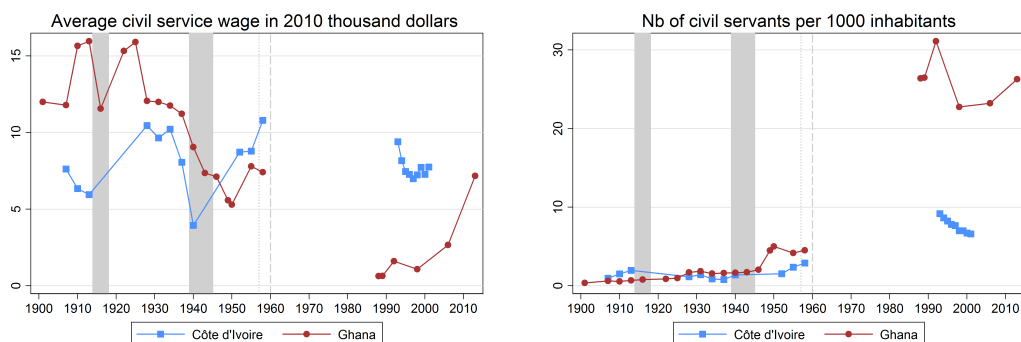 Average civil service wage in 2010 thousand dollars
15
10
5
0
1900 1910 1920 1930 1940 1950 1960 1970 1980 1990 2000 2010
Côte d'Ivoire Ghana
Nb of civil servants per 1000 inhabitants
30
20
10
0
1900 1910 1920 1930 1940 1950 1960 1970 1980 1990 2000 2010
Côte d'Ivoire Ghana